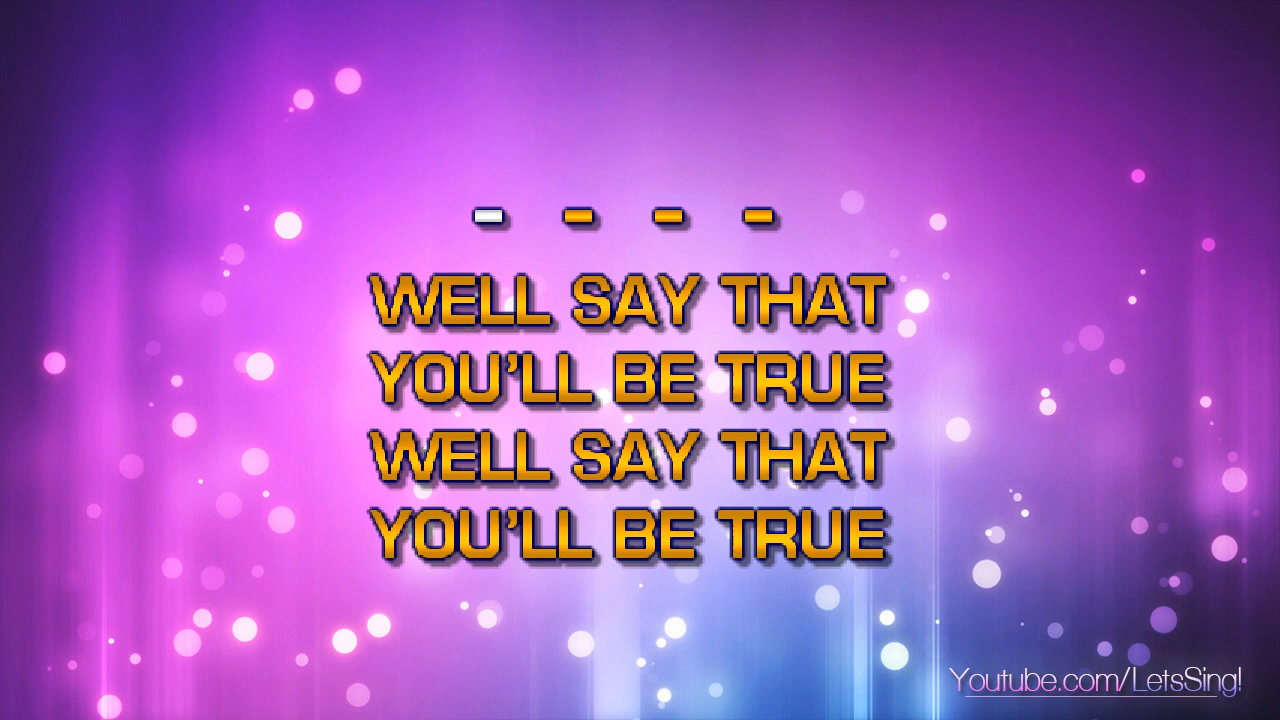 - - - -
WELL SAY THAT
YOU'LL BE TRUE
WELL SAY THAT
YOU'LL BE TRUE
Youtube.com/LetsSing!